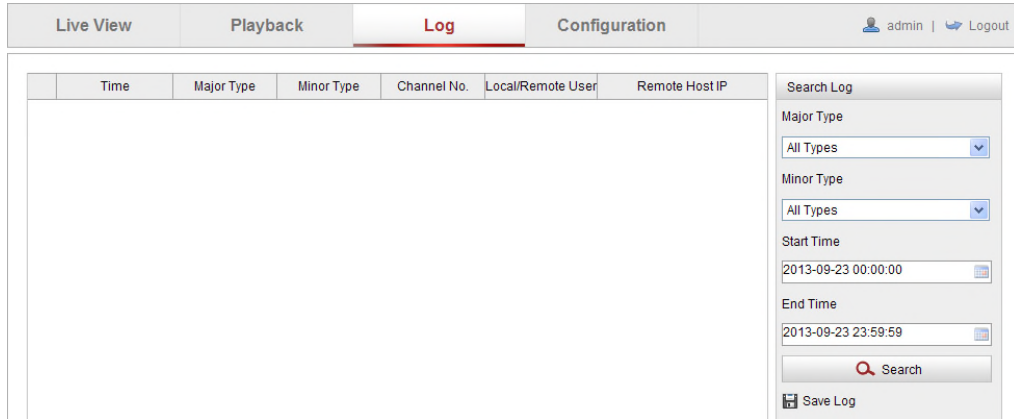 Live View Playback Log Configuration admin | Logout
Time Major Type Minor Type Channel No. Local/Remote User Remote Host IP
Search Log
Major Type
All Types
Minor Type
All Types
Start Time
2013-09-23 00:00:00
End Time
2013-09-23 23:59:59
Search
Save Log